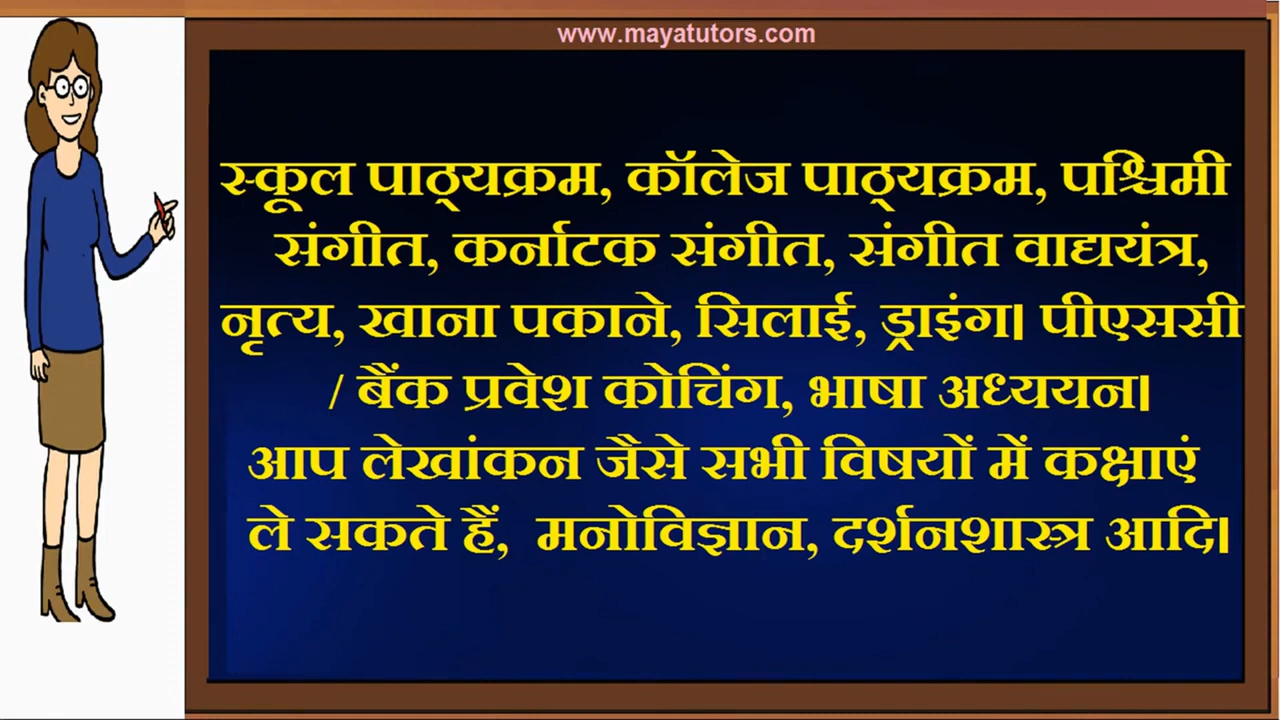 www.mayatutors.com
स्कूल पाठ्यक्रम, कॉलेज पाठ्यक्रम, पश्चिमी
संगीत, कर्नाटक संगीत, संगीत वाद्ययंत्र,
नृत्य, खाना पकाने, सिलाई, ड्राइंग। पीएससी
/ बैंक प्रवेश कोचिंग, भाषा अध्ययन।
आप लेखांकन जैसे सभी विषयों में कक्षाएं
ले सकते हैं, मनोविज्ञान, दर्शनशास्त्र आदि।